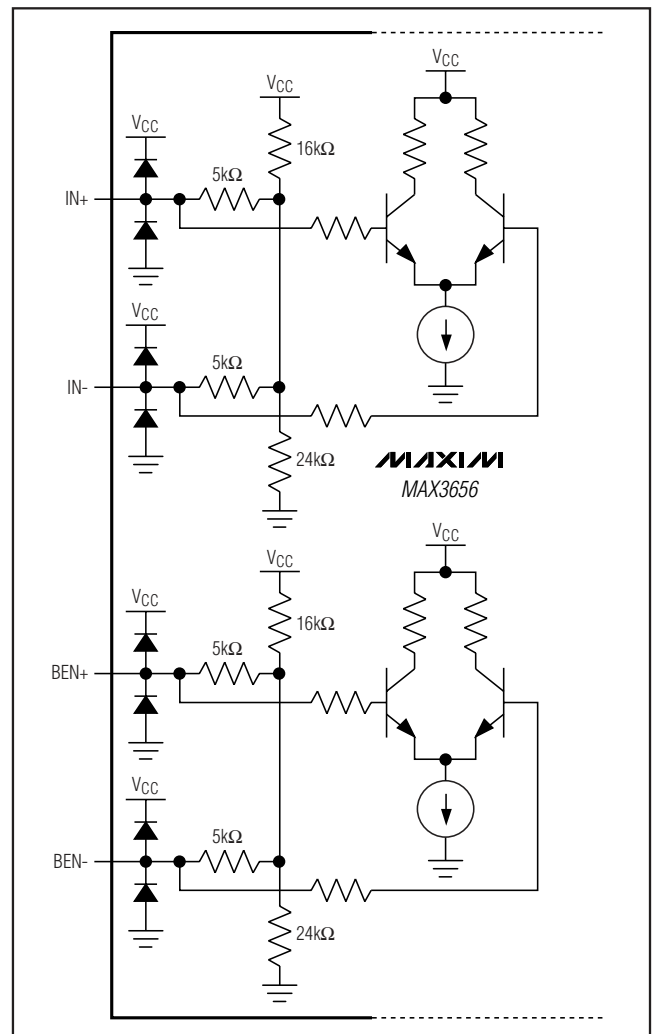 VCC
VCC
VCC
16kΩ
5kΩ
IN+
VCC
5kΩ
IN-
24kΩ
MAXIM
MAX3656
VCC
VCC
VCC
16kΩ
5kΩ
BEN+
VCC
5kΩ
BEN-
24kΩ